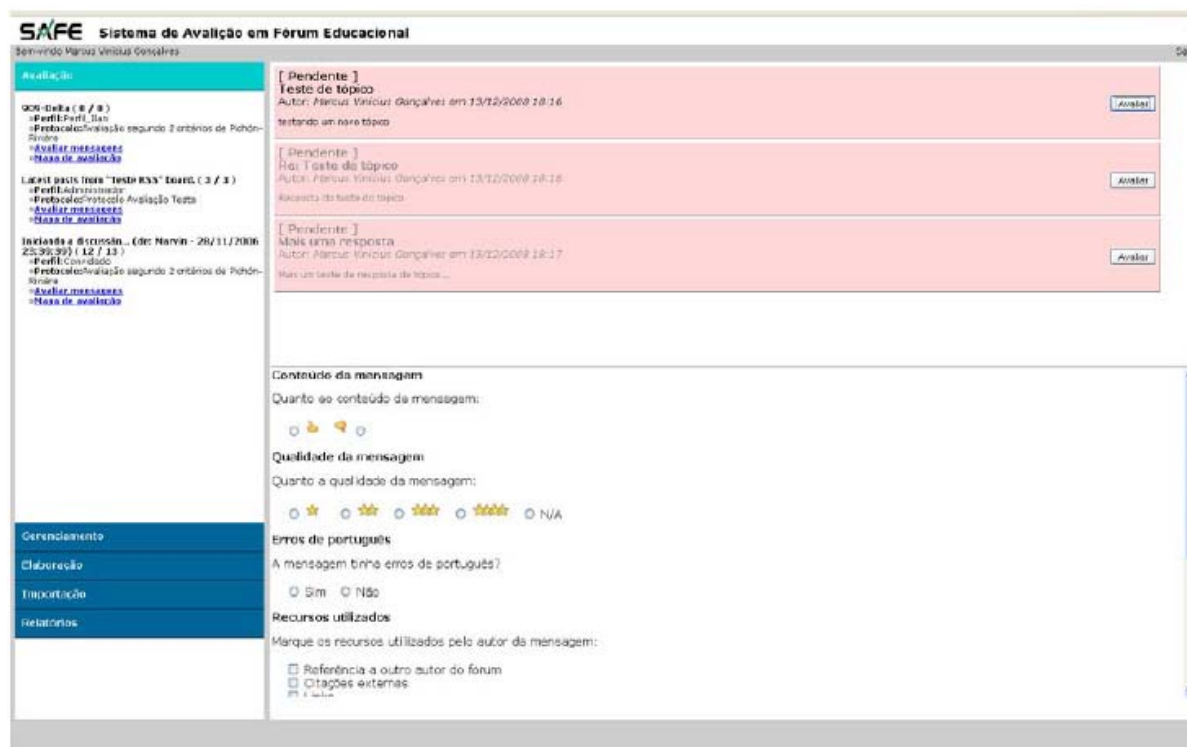 SAFE Sistema de Avalição em Fórum Educacional
Bem-vindo Marcus Vinicius Gonçalves
Avaliação
909-Delta ( 0 / 0 )
»Perfil:Perfil_Ilan
»Protocolo:Avaliação segundo 2 critérios de Pichón-
Rivière
»Avaliar mensagens
»Mapa de avaliação
Latest posts from "Teste RSS" board. ( 3 / 3 )
»Perfil:Administrador
»Protocolo:Protocolo Avaliação Teste
»Avaliar mensagens
»Mapa de avaliação
Iniciando a discussão... (de: Marvin - 28/11/2006
23:39:39) ( 12 / 13 )
»Perfil:Convidado
»Protocolo:Avaliação segundo 2 critérios de Pichón-
Rivière
»Avaliar mensagens
»Mapa de avaliação
Gerenciamento
Elaboração
Importação
Relatórios
[ Pendente ]
Teste de tópico
Autor: Marcus Vinicius Gonçalves em 13/12/2008 18:16
testando um novo tópico
Avaliar
[ Pendente ]
Re: Teste de tópico
Autor: Marcus Vinicius Gonçalves em 13/12/2008 18:16
Resposta do teste de tópico
Avaliar
[ Pendente ]
Mais uma resposta
Autor: Marcus Vinicius Gonçalves em 13/12/2008 18:17
Mais um teste de resposta de tópico...
Avaliar
Conteúdo da mensagem
Quanto ao conteúdo da mensagem:
Qualidade da mensagem
Quanto a qualidade da mensagem:
N/A
Erros de português
A mensagem tinha erros de português?
Sim Não
Recursos utilizados
Marque os recursos utilizados pelo autor da mensagem:
Referência a outro autor do forum
Citações externas